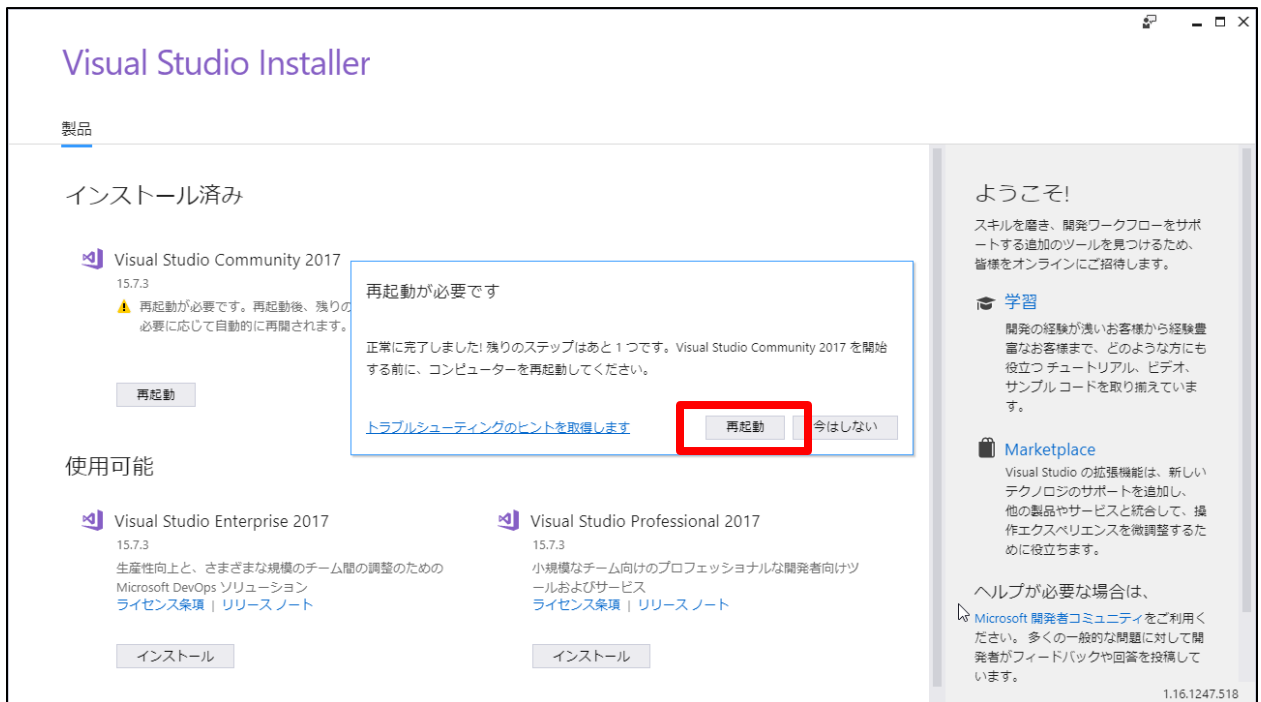 Visual Studio Installer
製品
インストール済み
Visual Studio Community 2017
15.7.3
再起動が必要です。再起動後、残りの
必要に応じて自動的に再開されます。
再起動
再起動が必要です
正常に完了しました! 残りのステップはあと 1 つです。Visual Studio Community 2017 を開始
する前に、コンピューターを再起動してください。
トラブルシューティングのヒントを取得します
再起動
今はしない
使用可能
Visual Studio Enterprise 2017
15.7.3
生産性向上と、さまざまな規模のチーム間の調整のための
Microsoft DevOps ソリューション
ライセンス条項 | リリース ノート
インストール
Visual Studio Professional 2017
15.7.3
小規模なチーム向けのプロフェッショナルな開発者向けツ
ールおよびサービス
ライセンス条項 | リリース ノート
インストール
ようこそ!
スキルを磨き、開発ワークフローをサポ
ートする追加のツールを見つけるため、
皆様をオンラインにご招待します。
学習
開発の経験が浅いお客様から経験豊
富なお客様まで、どのような方にも
役立つ チュートリアル、ビデオ、
サンプル コードを取り揃えていま
す。
Marketplace
Visual Studio の拡張機能は、新しい
テクノロジのサポートを追加し、
他の製品やサービスと統合して、操
作エクスペリエンスを微調整するた
めに役立ちます。
ヘルプが必要な場合は、
Microsoft 開発者コミュニティをご利用く
ださい。 多くの一般的な問題に対して開
発者がフィードバックや回答を投稿して
います。
1.16.1247.518